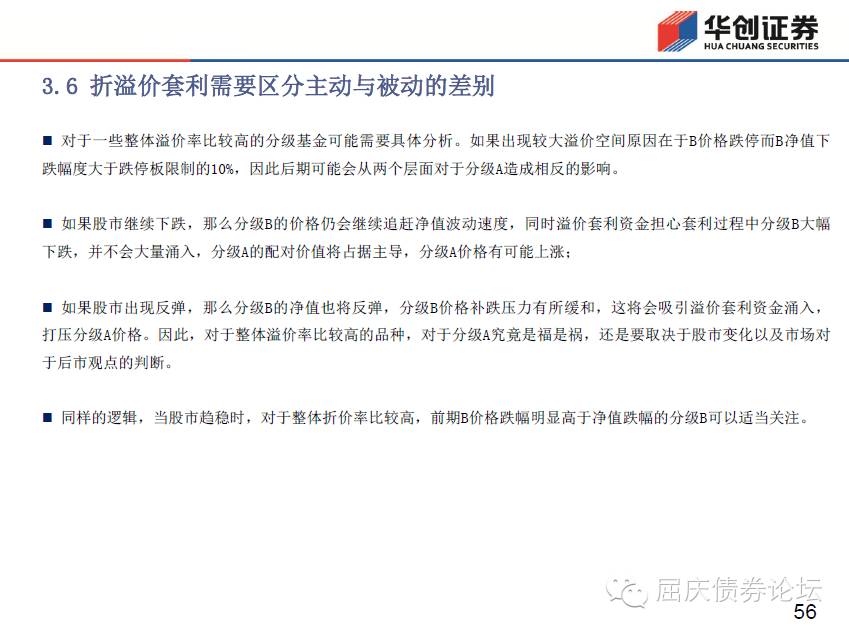 华创证券
HUA CHUANG SECURITIES
3.6 折溢价套利需要区分主动与被动的差别
■ 对于一些整体溢价率比较高的分级基金可能需要具体分析。如果出现较大溢价空间原因在于B价格跌停而B净值下
跌幅度大于跌停板限制的10%，因此后期可能会从两个层面对于分级A造成相反的影响。
■ 如果股市继续下跌，那么分级B的价格仍会继续追赶净值波动速度，同时溢价套利资金担心套利过程中分级B大幅
下跌，并不会大量涌入，分级A的配对价值将占据主导，分级A价格有可能上涨；
■ 如果股市出现反弹，那么分级B的净值也将反弹，分级B价格补跌压力有所缓和，这将会吸引溢价套利资金涌入，
打压分级A价格。因此，对于整体溢价率比较高的品种，对于分级A究竟是福是祸，还是要取决于股市变化以及市场对
于后市观点的判断。
■ 同样的逻辑，当股市趋稳时，对于整体折价率比较高，前期B价格跌幅明显高于净值跌幅的分级B可以适当关注。
屈庆债券论坛
56